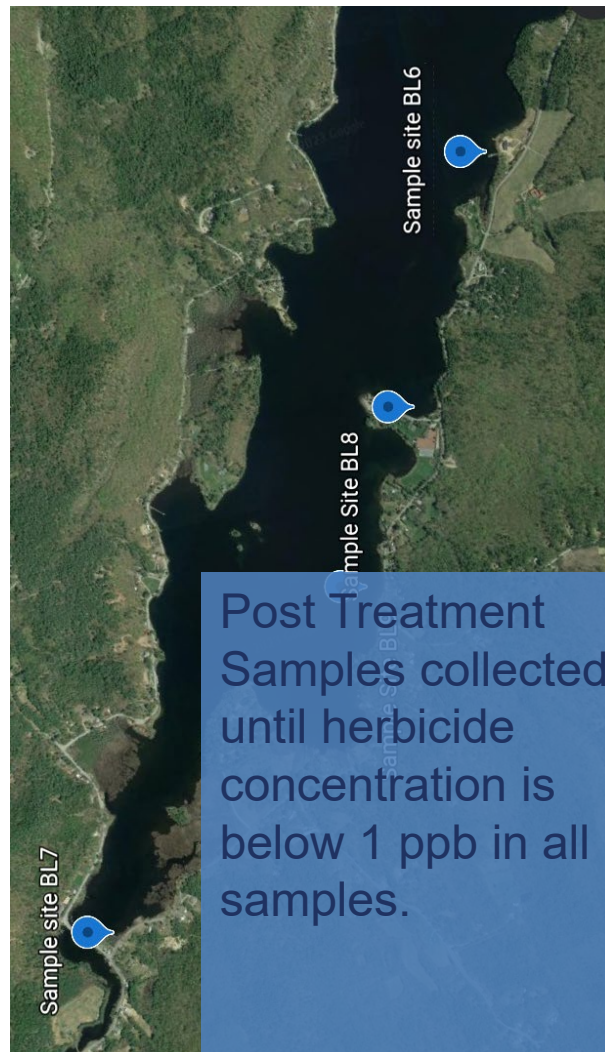 Sample site BL6
Sample Site BL8
Sample site BL7
Post Treatment
Samples collected
until herbicide
concentration is
below 1 ppb in all
samples.